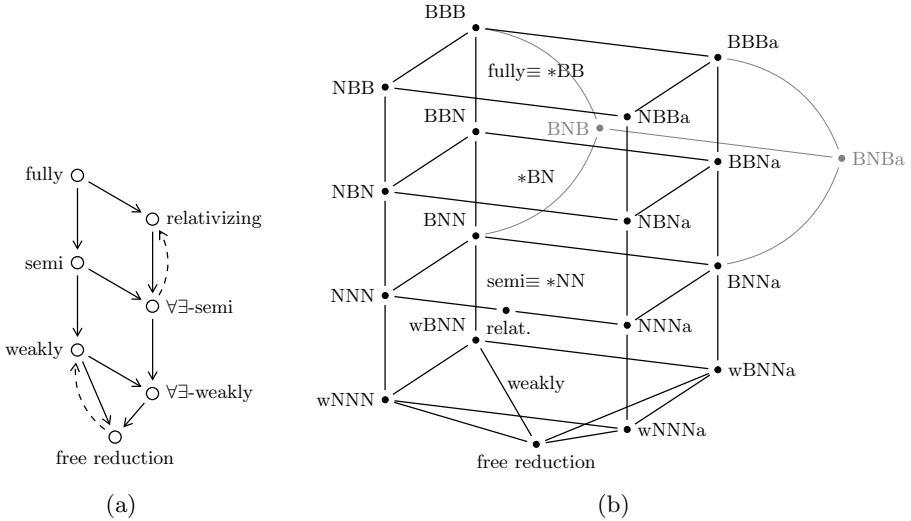 fully
relativizing
semi
∀∃-semi
weakly
∀∃-weakly
free reduction
(a)
BBB
BBBa
fully≡ ∗BB
NBB
NBBa
BBN
BNB
BNBa
BBNa
∗BN
NBN
NBNa
BNN
BNNa
semi≡ ∗NN
NNN
NNNa
wBNN
relat.
wBNNa
weakly
wNNN
wNNNa
free reduction
(b)